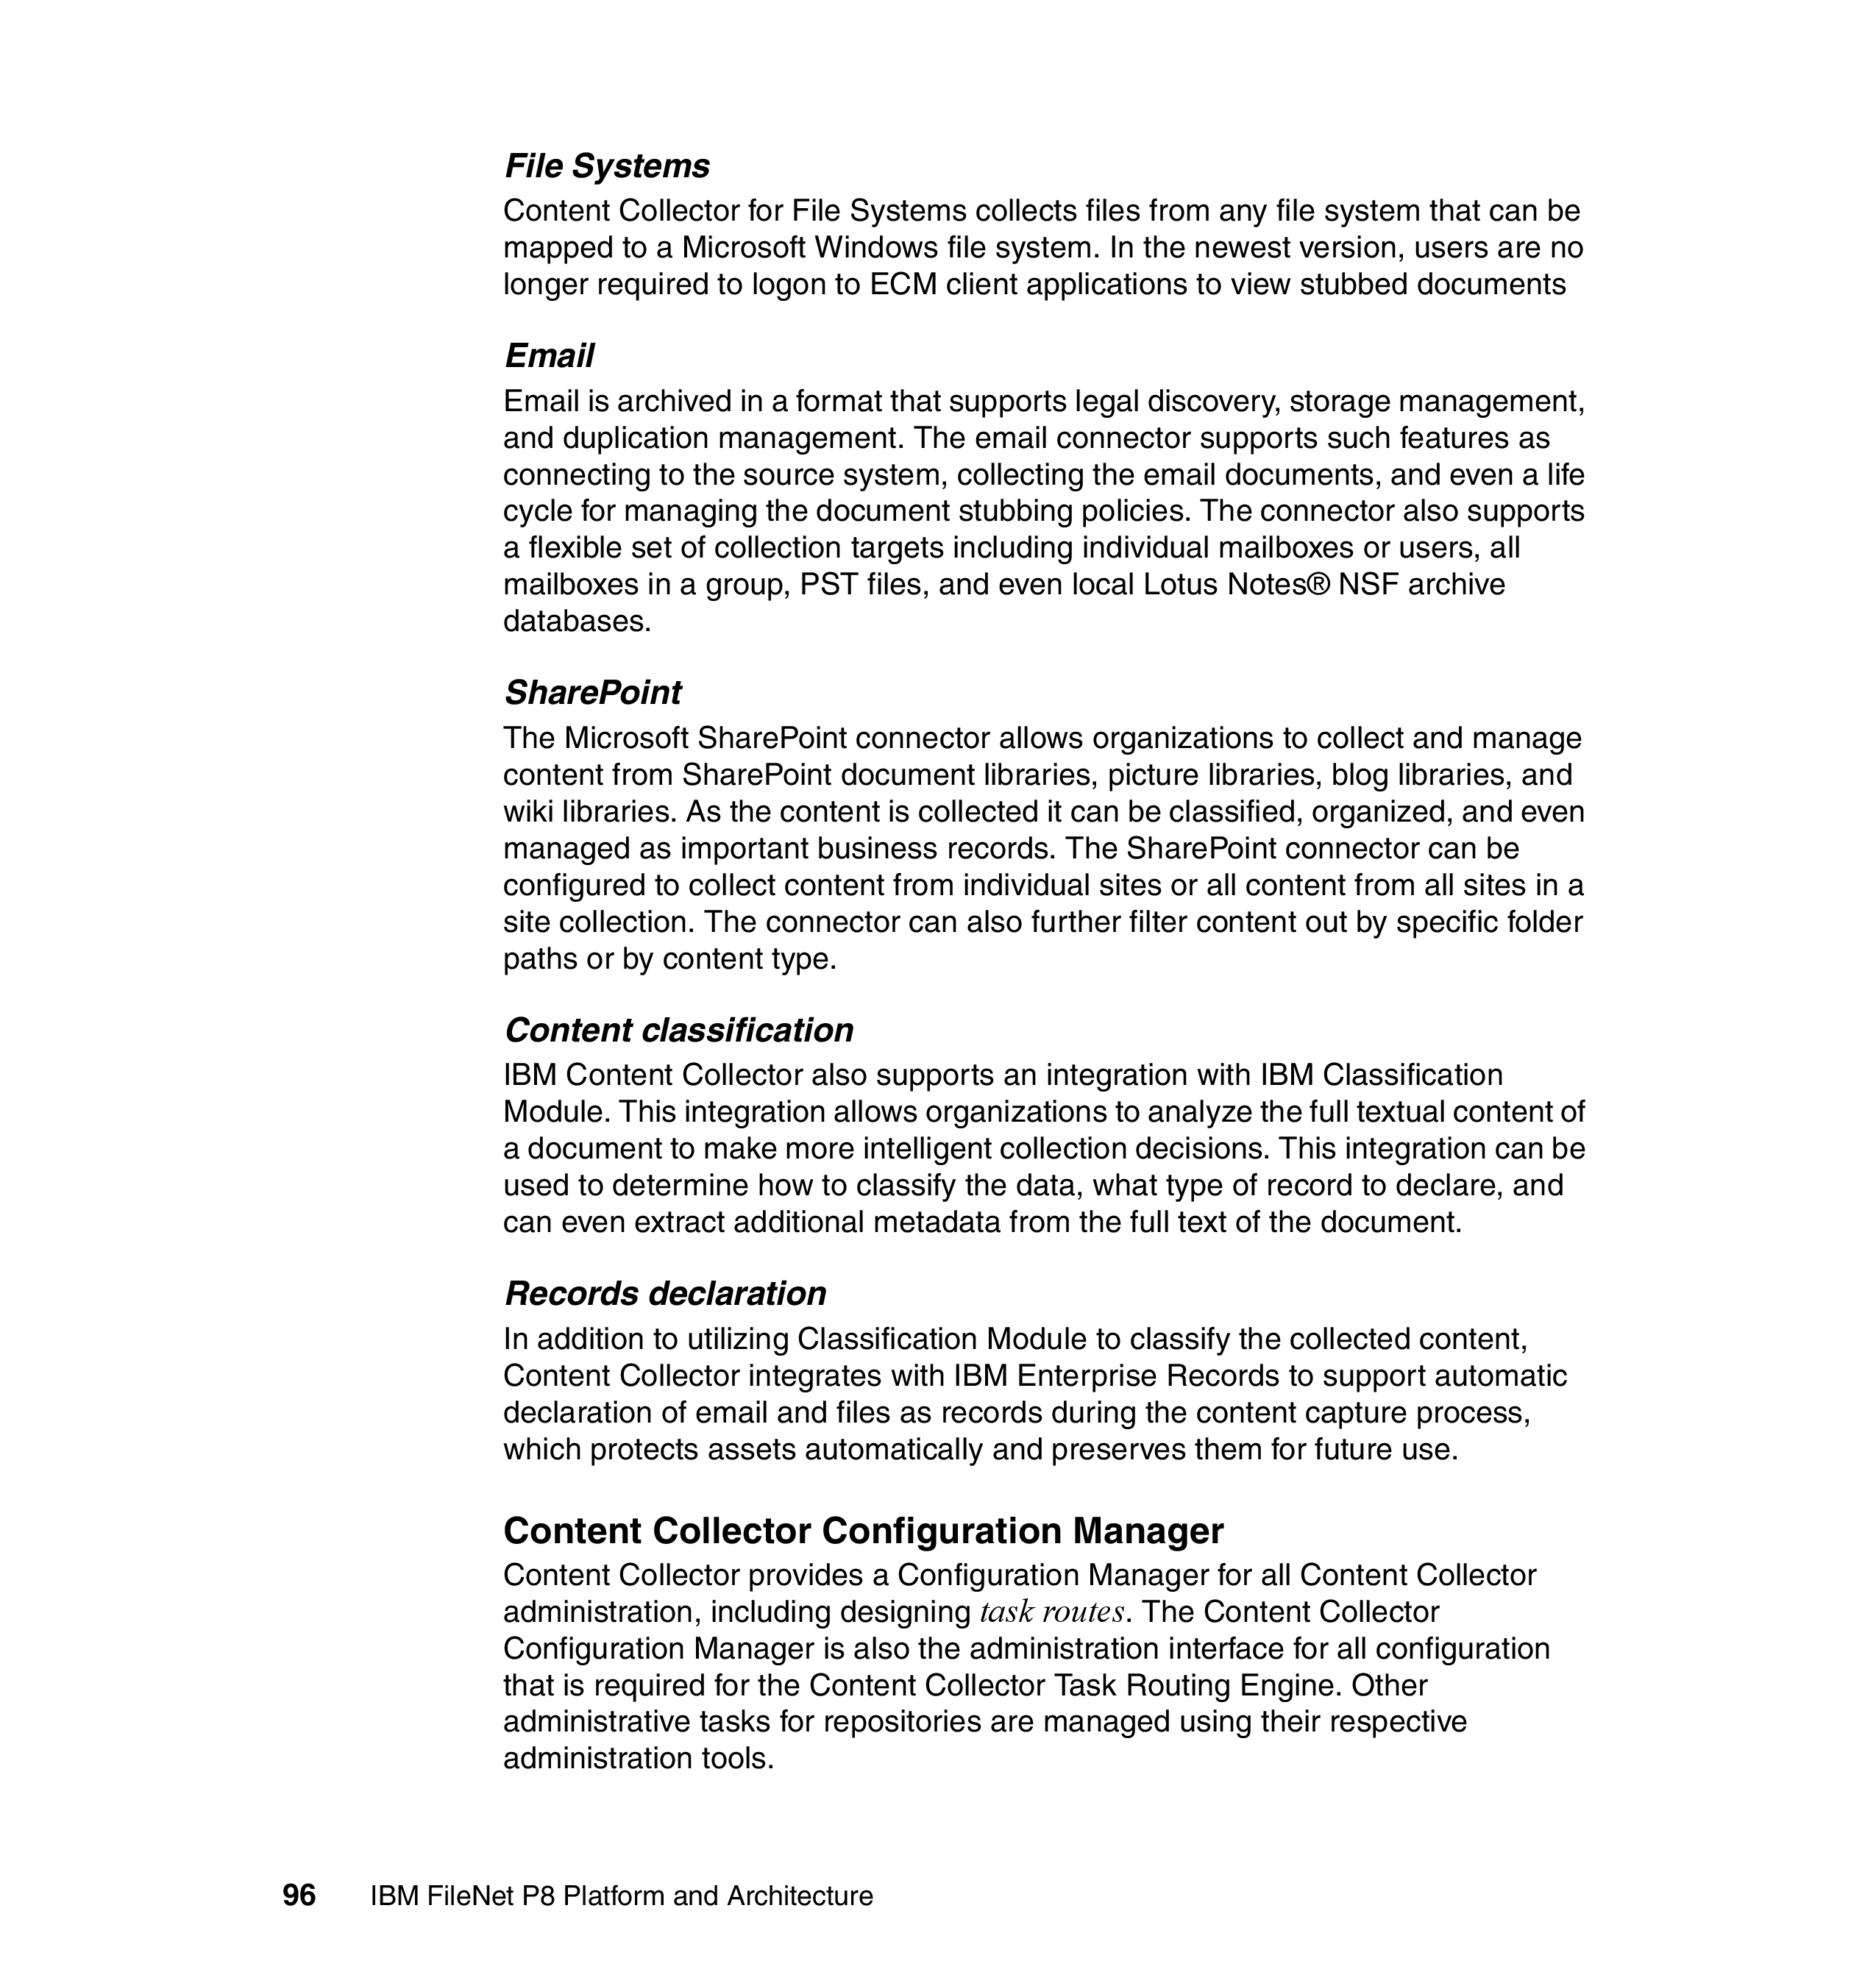 File Systems
Content Collector for File Systems collects files from any file system that can be
mapped to a Microsoft Windows file system. In the newest version, users are no
longer required to logon to ECM client applications to view stubbed documents
Email
Email is archived in a format that supports legal discovery, storage management,
and duplication management. The email connector supports such features as
connecting to the source system, collecting the email documents, and even a life
cycle for managing the document stubbing policies. The connector also supports
a flexible set of collection targets including individual mailboxes or users, all
mailboxes in a group, PST files, and even local Lotus Notes® NSF archive
databases.
SharePoint
The Microsoft SharePoint connector allows organizations to collect and manage
content from SharePoint document libraries, picture libraries, blog libraries, and
wiki libraries. As the content is collected it can be classified, organized, and even
managed as important business records. The SharePoint connector can be
configured to collect content from individual sites or all content from all sites in a
site collection. The connector can also further filter content out by specific folder
paths or by content type.
Content classification
IBM Content Collector also supports an integration with IBM Classification
Module. This integration allows organizations to analyze the full textual content of
a document to make more intelligent collection decisions. This integration can be
used to determine how to classify the data, what type of record to declare, and
can even extract additional metadata from the full text of the document.
Records declaration
In addition to utilizing Classification Module to classify the collected content,
Content Collector integrates with IBM Enterprise Records to support automatic
declaration of email and files as records during the content capture process,
which protects assets automatically and preserves them for future use.
Content Collector Configuration Manager
Content Collector provides a Configuration Manager for all Content Collector
administration, including designing task routes. The Content Collector
Configuration Manager is also the administration interface for all configuration
that is required for the Content Collector Task Routing Engine. Other
administrative tasks for repositories are managed using their respective
administration tools.
96 IBM FileNet P8 Platform and Architecture